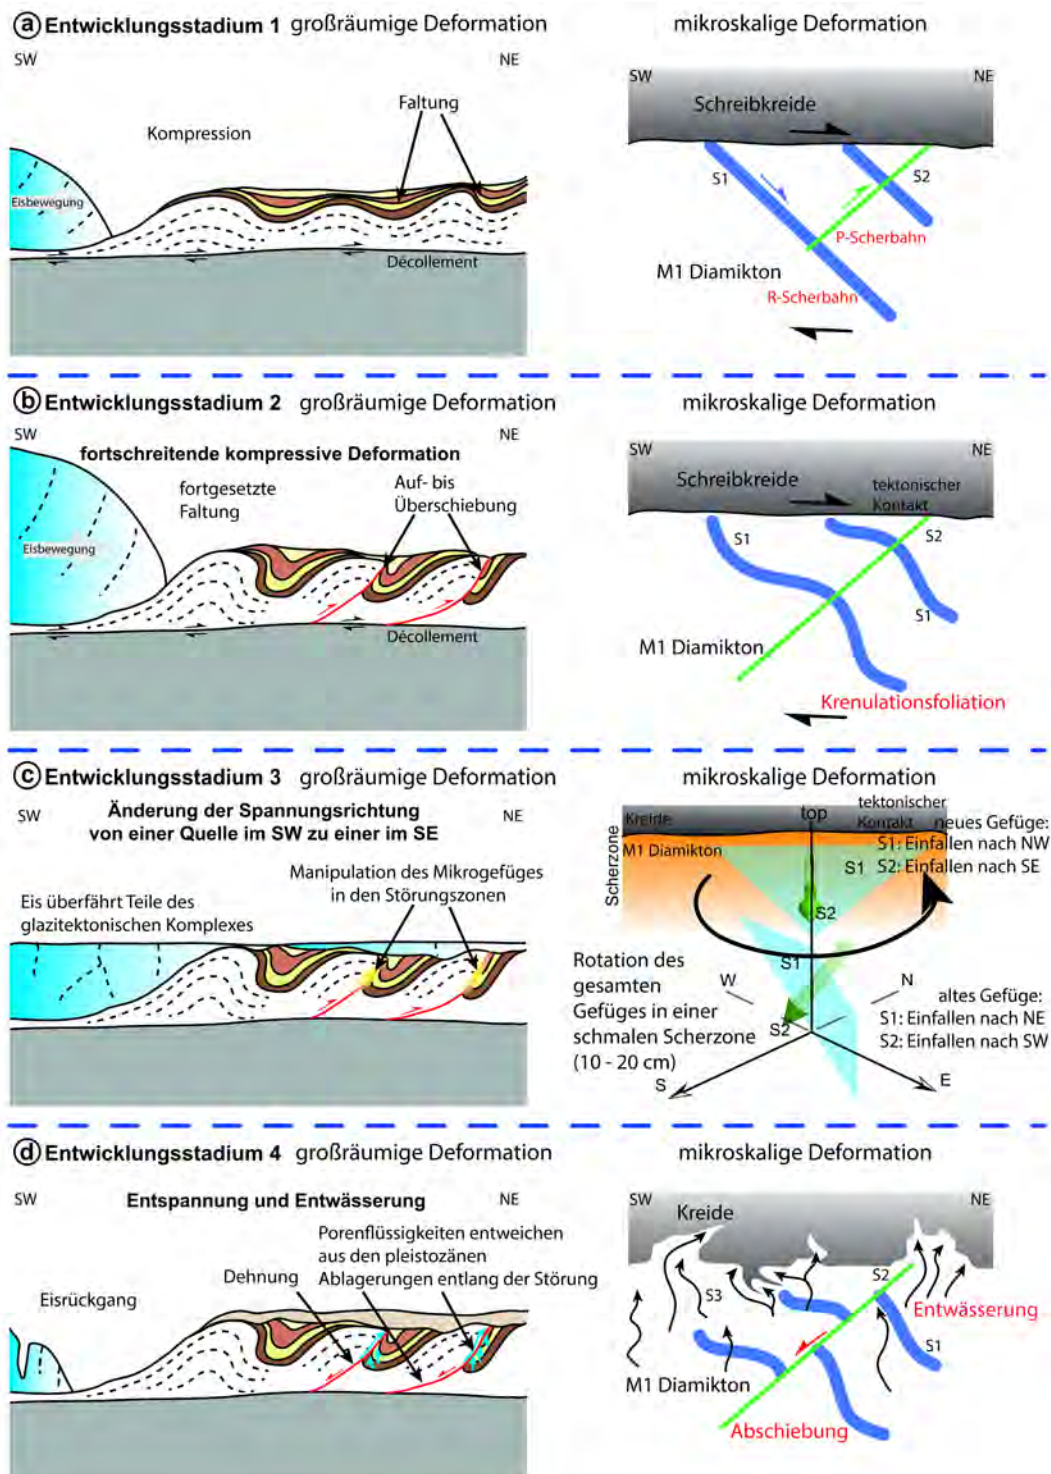 a Entwicklungsstadium 1 großräumige Deformation
mikroskalige Deformation
SW
NE
Kompression
Faltung
Eisbewegung
Décollement
SW
NE
Schreibkreide
S1
S2
P-Scherbahn
M1 Diamikton
R-Scherbahn
b Entwicklungsstadium 2 großräumige Deformation
mikroskalige Deformation
SW
NE
fortschreitende kompressive Deformation
fortgesetzte
Faltung
Auf- bis
Überschiebung
Eisbewegung
Décollement
SW
NE
Schreibkreide
tektonischer
Kontakt
S1
S2
S1
M1 Diamikton
Krenulationsfoliation
c Entwicklungsstadium 3 großräumige Deformation
mikroskalige Deformation
SW
NE
Änderung der Spannungsrichtung
von einer Quelle im SW zu einer im SE
Manipulation des Mikrogefüges
in den Störungszonen
Eis überfährt Teile des
glazitektonischen Komplexes
Scherzone
Kreide
top
tektonischer
Kontakt
neues Gefüge:
S1: Einfallen nach NW
S2: Einfallen nach SE
M1 Diamikton
S1
S2
S1
Rotation des
gesamten
Gefüges in einer
schmalen Scherzone
(10 - 20 cm)
W
N
S2
altes Gefüge:
S1: Einfallen nach NE
S2: Einfallen nach SW
S
E
d Entwicklungsstadium 4 großräumige Deformation
mikroskalige Deformation
SW
NE
Entspannung und Entwässerung
Porenflüssigkeiten entweichen
aus den pleistozänen
Ablagerungen entlang der Störung
Dehnung
Eisrückgang
SW
NE
Kreide
S2
S3
Entwässerung
S1
M1 Diamikton
Abschiebung